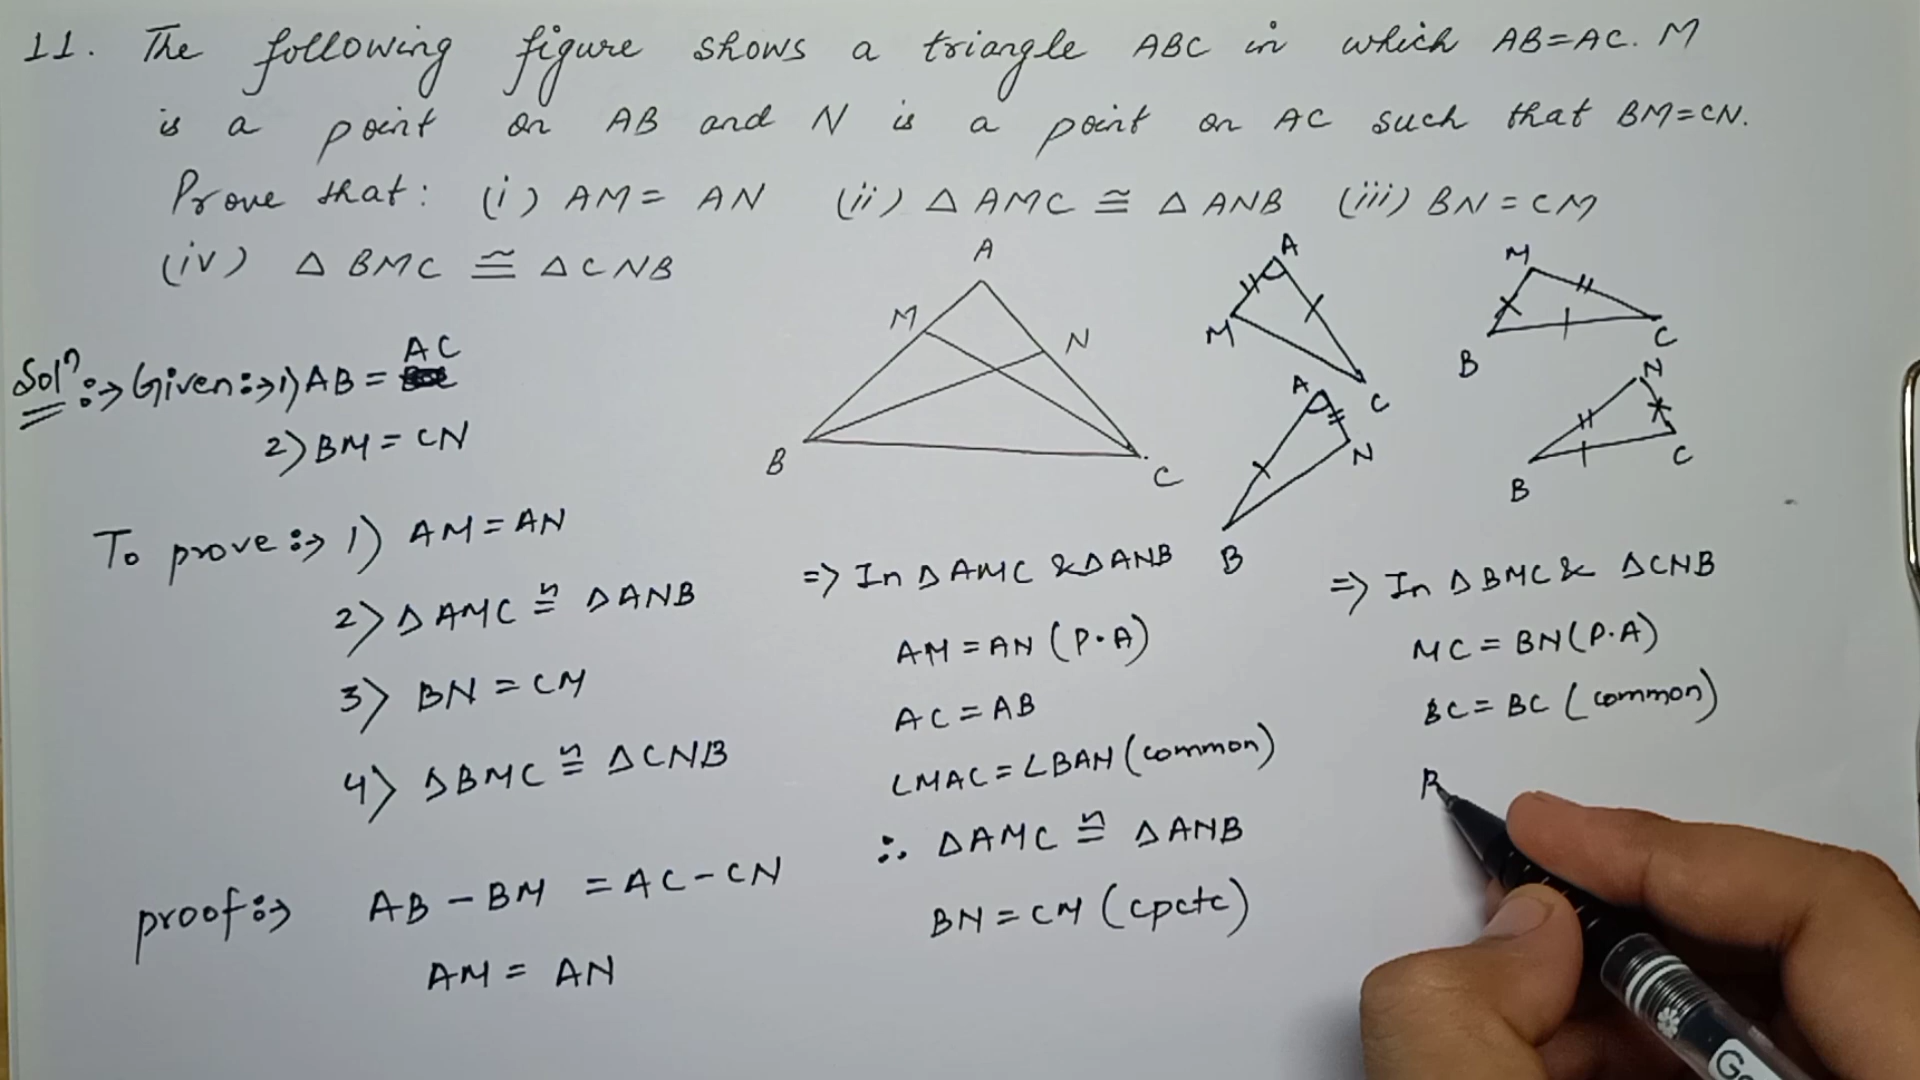 11. The following figure shows a triangle ABC in which AB=AC. M
is a point on AB and N is a point on AC such that BM=CN.
Prove that: (i) AM= AN (ii) △ AMC ≅ △ ANB (iii) BN=CM
(iv) △ BMC ≅ △CNB
A
M
N
B
C
A
M
C
A
N
B
M
B
C
N
C
B
Solⁿ:→ Given:→ 1) AB = AC
2) BM = CN
To prove:→ 1) AM = AN
2) △AMC ≅ △ANB
3) BN = CM
4) △BMC ≅ △CNB
proof:→ AB - BM = AC - CN
AM = AN
=> In △AMC & △ANB
AM = AN (P.A)
AC = AB
∠MAC = ∠BAN (common)
∴ △AMC ≅ △ANB
BN = CM (cpctc)
=> In △BMC & △CNB
MC = BN (P.A)
BC = BC (common)
B
Ge